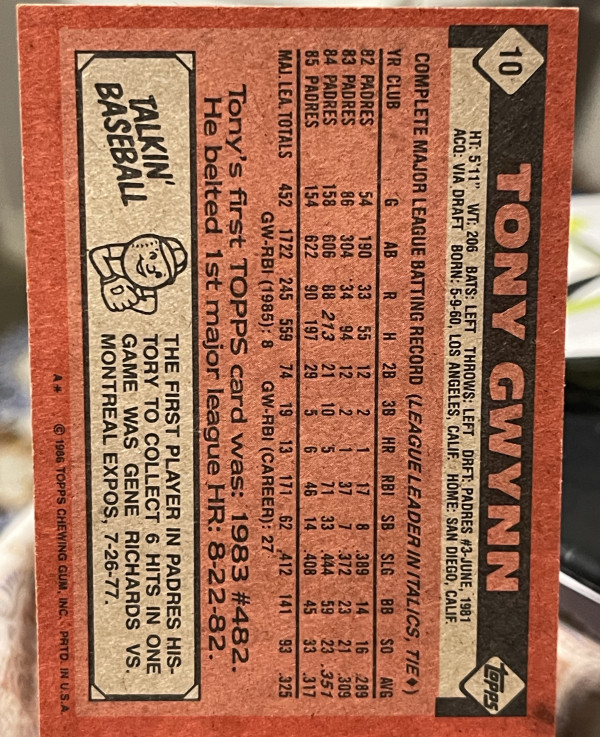 10
TONY GWYNN
TOPPS
HT: 5'11" WT: 206 BATS: LEFT THROWS: LEFT DRFT: PADRES #3-JUNE, 1981
ACQ: VIA DRAFT BORN: 5-9-60, LOS ANGELES, CALIF. HOME: SAN DIEGO, CALIF.
COMPLETE MAJOR LEAGUE BATTING RECORD (LEAGUE LEADER IN ITALICS, TIE♦)
YR CLUB G AB R H 2B 3B HR RBI SB SLG BB SO AVG
82 PADRES 54 190 33 55 12 2 1 17 8 .389 14 16 .289
83 PADRES 86 304 34 94 12 2 1 37 7 .372 23 21 .309
84 PADRES 158 606 88 213 21 10 5 71 33 .444 59 23 .351
85 PADRES 154 622 90 197 29 5 6 46 14 .408 45 33 .317
MAJ. LEA. TOTALS 452 1722 245 559 74 19 13 171 62 .412 141 93 .325
GW-RBI (1985): 8 GW-RBI (CAREER): 27
Tony's first TOPPS card was: 1983 #482.
He belted 1st major league HR: 8-22-82.
TALKIN'
BASEBALL
THE FIRST PLAYER IN PADRES HIS-
TORY TO COLLECT 6 HITS IN ONE
GAME WAS GENE RICHARDS VS.
MONTREAL EXPOS, 7-26-77.
A* © 1986 TOPPS CHEWING GUM, INC. PRTD. IN U.S.A.